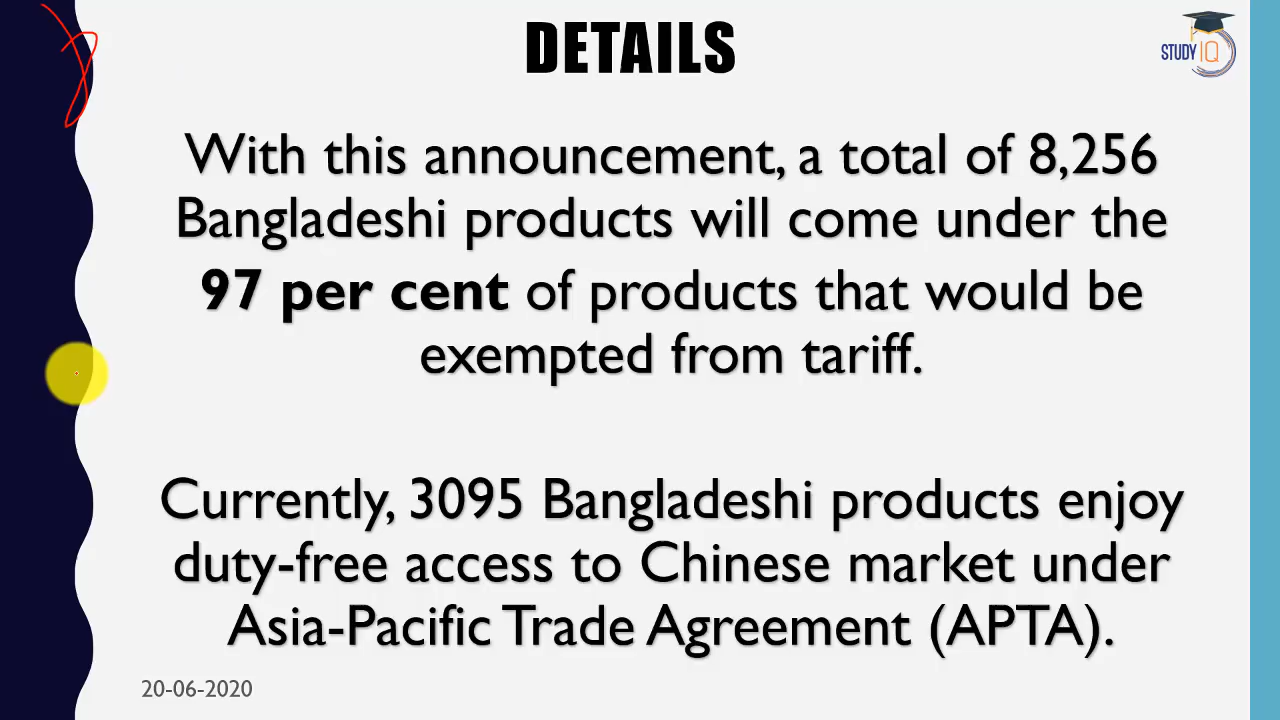 DETAILS
STUDY IQ
With this announcement, a total of 8,256
Bangladeshi products will come under the
97 per cent of products that would be
exempted from tariff.
Currently, 3095 Bangladeshi products enjoy
duty-free access to Chinese market under
Asia-Pacific Trade Agreement (APTA).
20-06-2020